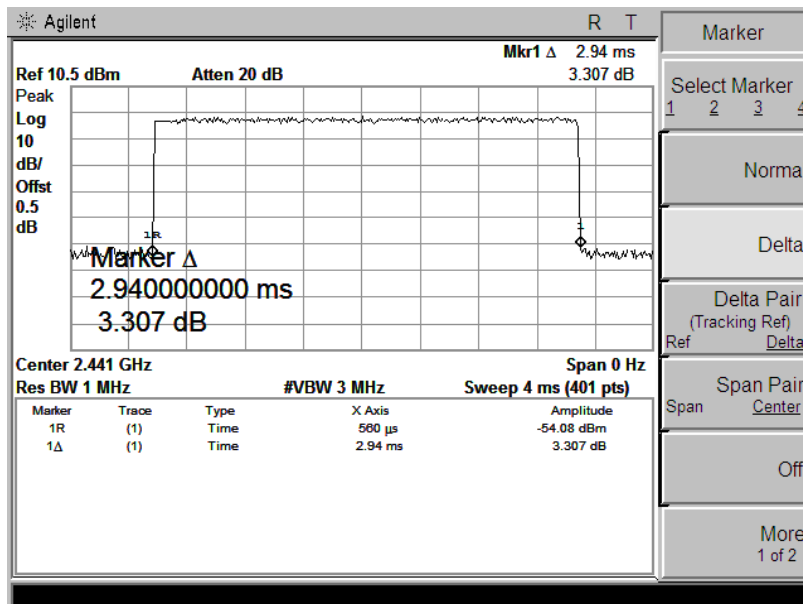 Agilent R T
Mkr1 Δ 2.94 ms
Ref 10.5 dBm Atten 20 dB 3.307 dB
Peak
Log
10
dB/
Offst
0.5
dB
1R
1
Marker Δ
2.940000000 ms
3.307 dB
Center 2.441 GHz Span 0 Hz
Res BW 1 MHz #VBW 3 MHz Sweep 4 ms (401 pts)
Marker Trace Type X Axis Amplitude
1R (1) Time 560 µs -54.08 dBm
1Δ (1) Time 2.94 ms 3.307 dB
Marker
Select Marker
1 2 3 4
Norma
Delta
Delta Pair
(Tracking Ref)
Ref Delta
Span Pair
Span Center
Off
More
1 of 2